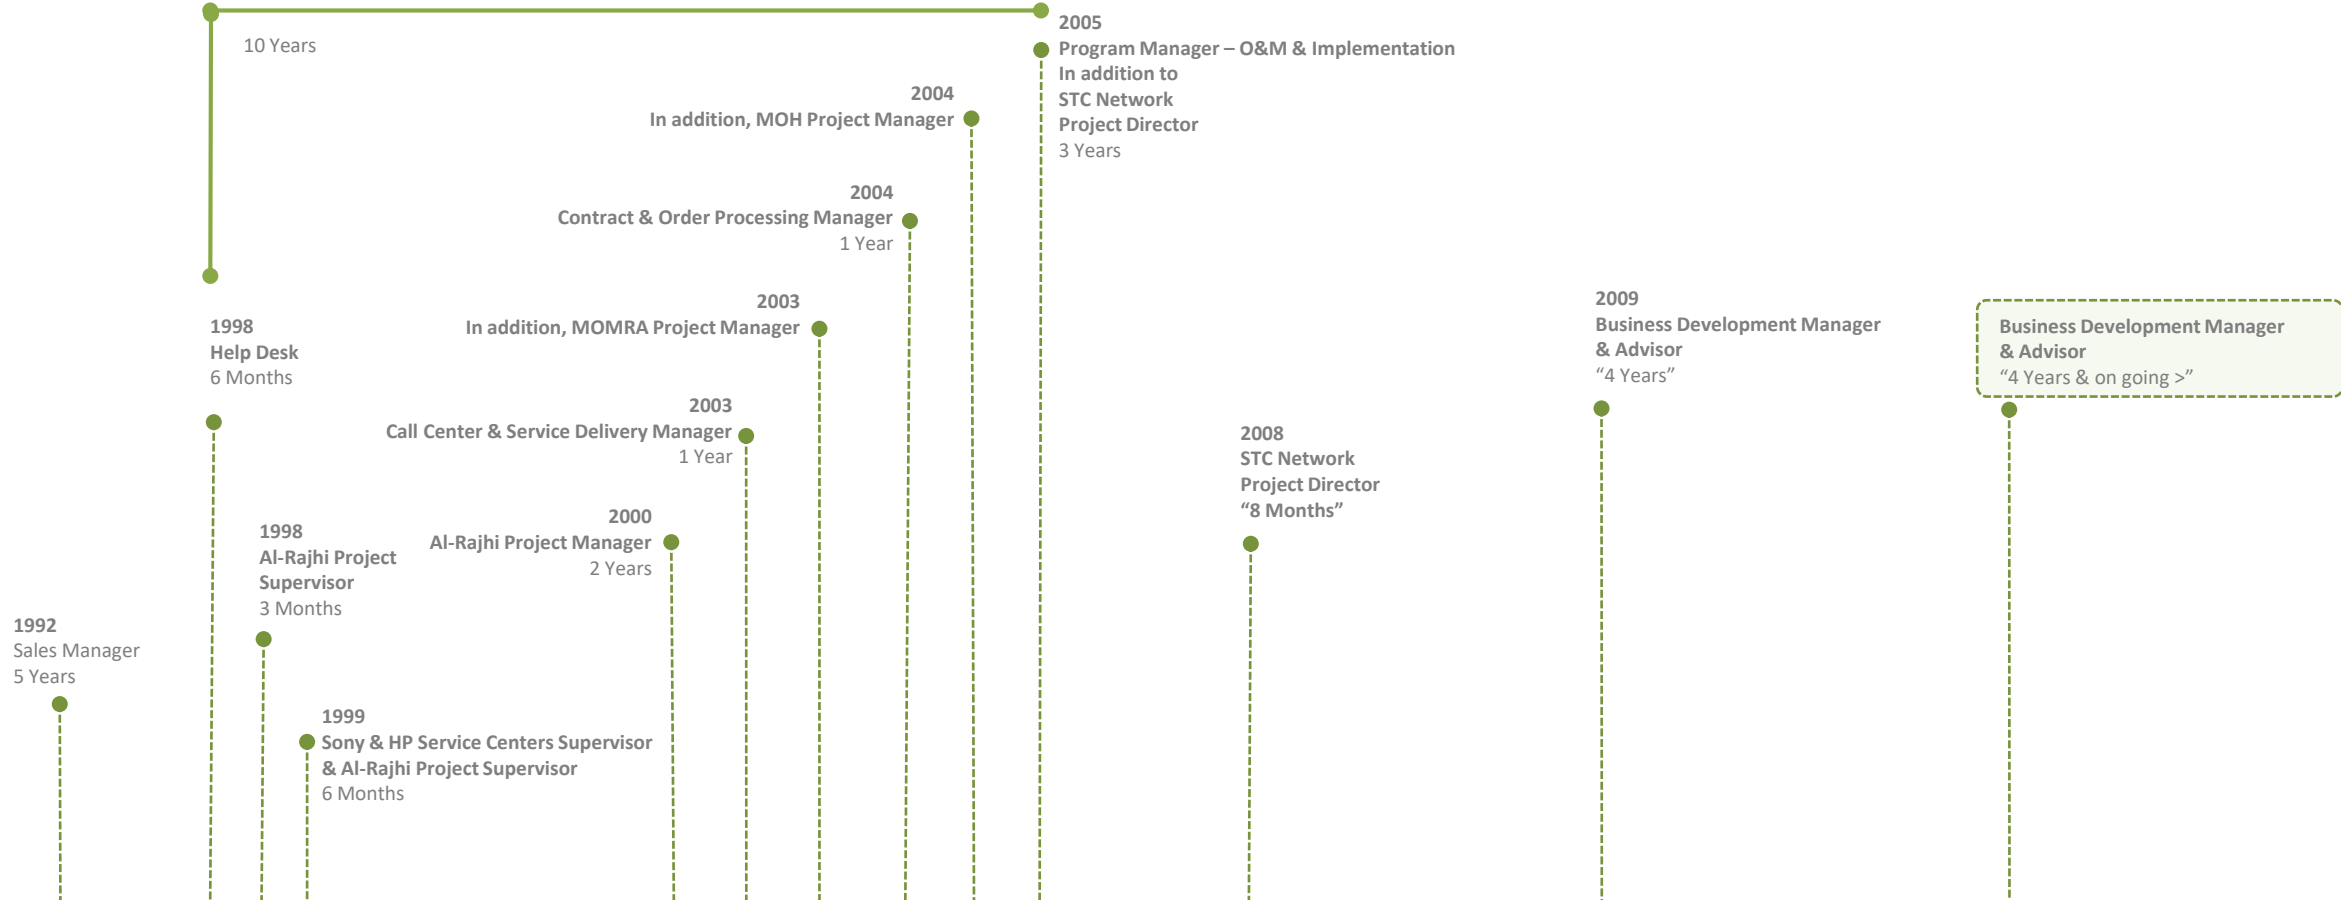 10 Years
2005
Program Manager – O&M & Implementation
In addition to
STC Network
Project Director
3 Years
2004
In addition, MOH Project Manager
2004
Contract & Order Processing Manager
1 Year
2003
In addition, MOMRA Project Manager
2003
Call Center & Service Delivery Manager
1 Year
2000
Al-Rajhi Project Manager
2 Years
1998
Help Desk
6 Months
1998
Al-Rajhi Project
Supervisor
3 Months
1992
Sales Manager
5 Years
1999
Sony & HP Service Centers Supervisor
& Al-Rajhi Project Supervisor
6 Months
2008
STC Network
Project Director
“8 Months”
2009
Business Development Manager
& Advisor
“4 Years”
Business Development Manager
& Advisor
“4 Years & on going >”